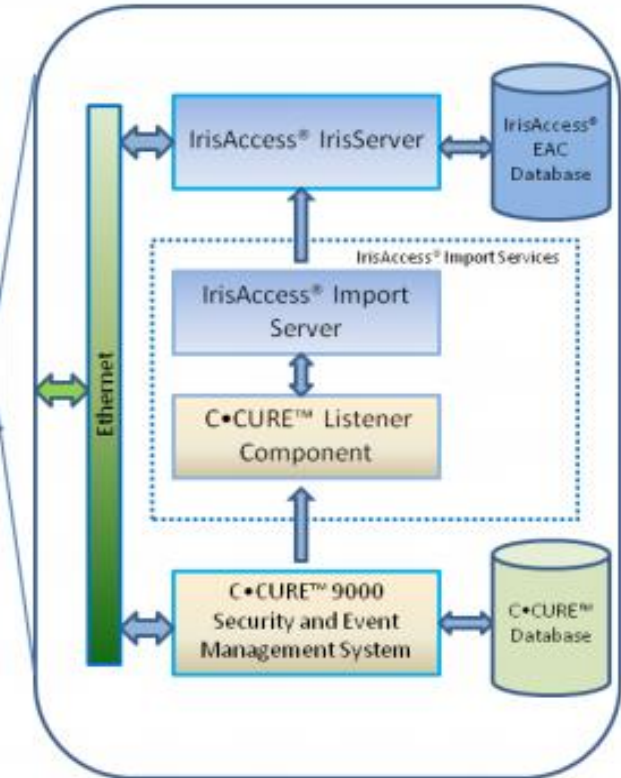 IrisAccess® IrisServer
IrisAccess®
EAC
Database
IrisAccess® Import Services
IrisAccess® Import
Server
Ethernet
C•CURE™ Listener
Component
C•CURE™ 9000
Security and Event
Management System
C•CURE™
Database